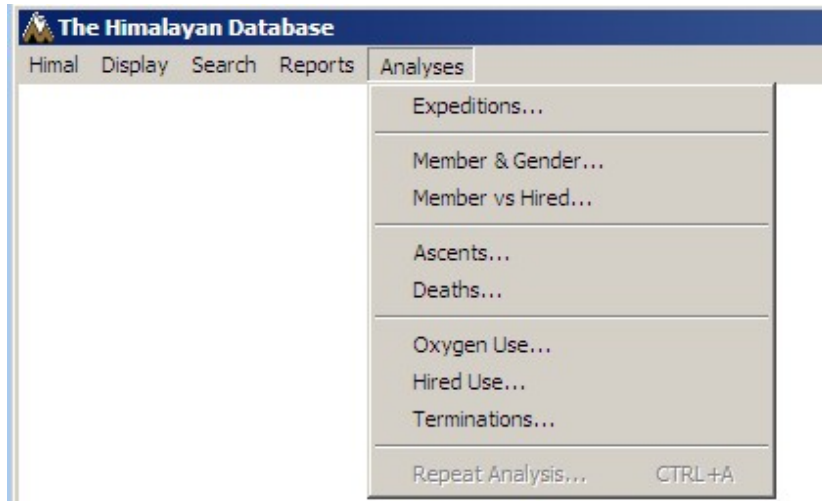 The Himalayan Database
Himal Display Search Reports Analyses
Expeditions...
Member & Gender...
Member vs Hired...
Ascents...
Deaths...
Oxygen Use...
Hired Use...
Terminations...
Repeat Analysis... CTRL+A